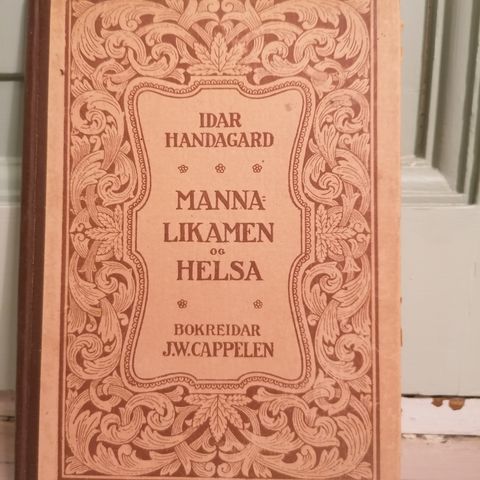 IDAR
HANDAGARD
MANNA-
LIKAMEN
OG
HELSA
BOKREIDAR
J.W.CAPPELEN